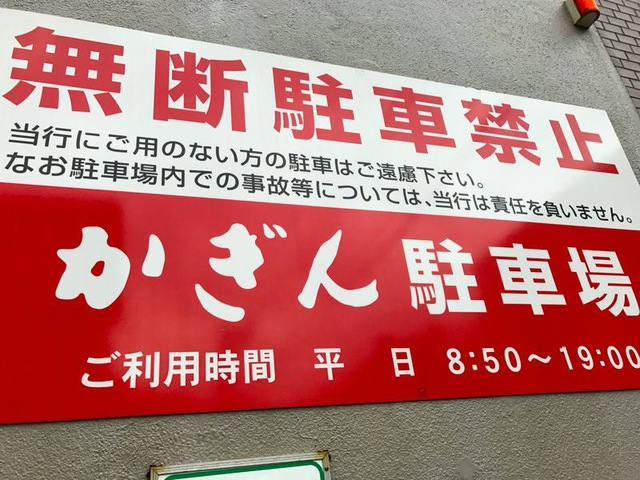 無断駐車禁止
当行にご用のない方の駐車はご遠慮下さい。
なお駐車場内での事故等については、当行は責任を負いません。
かぎん駐車場
ご利用時間 平 日 8:50～19:00